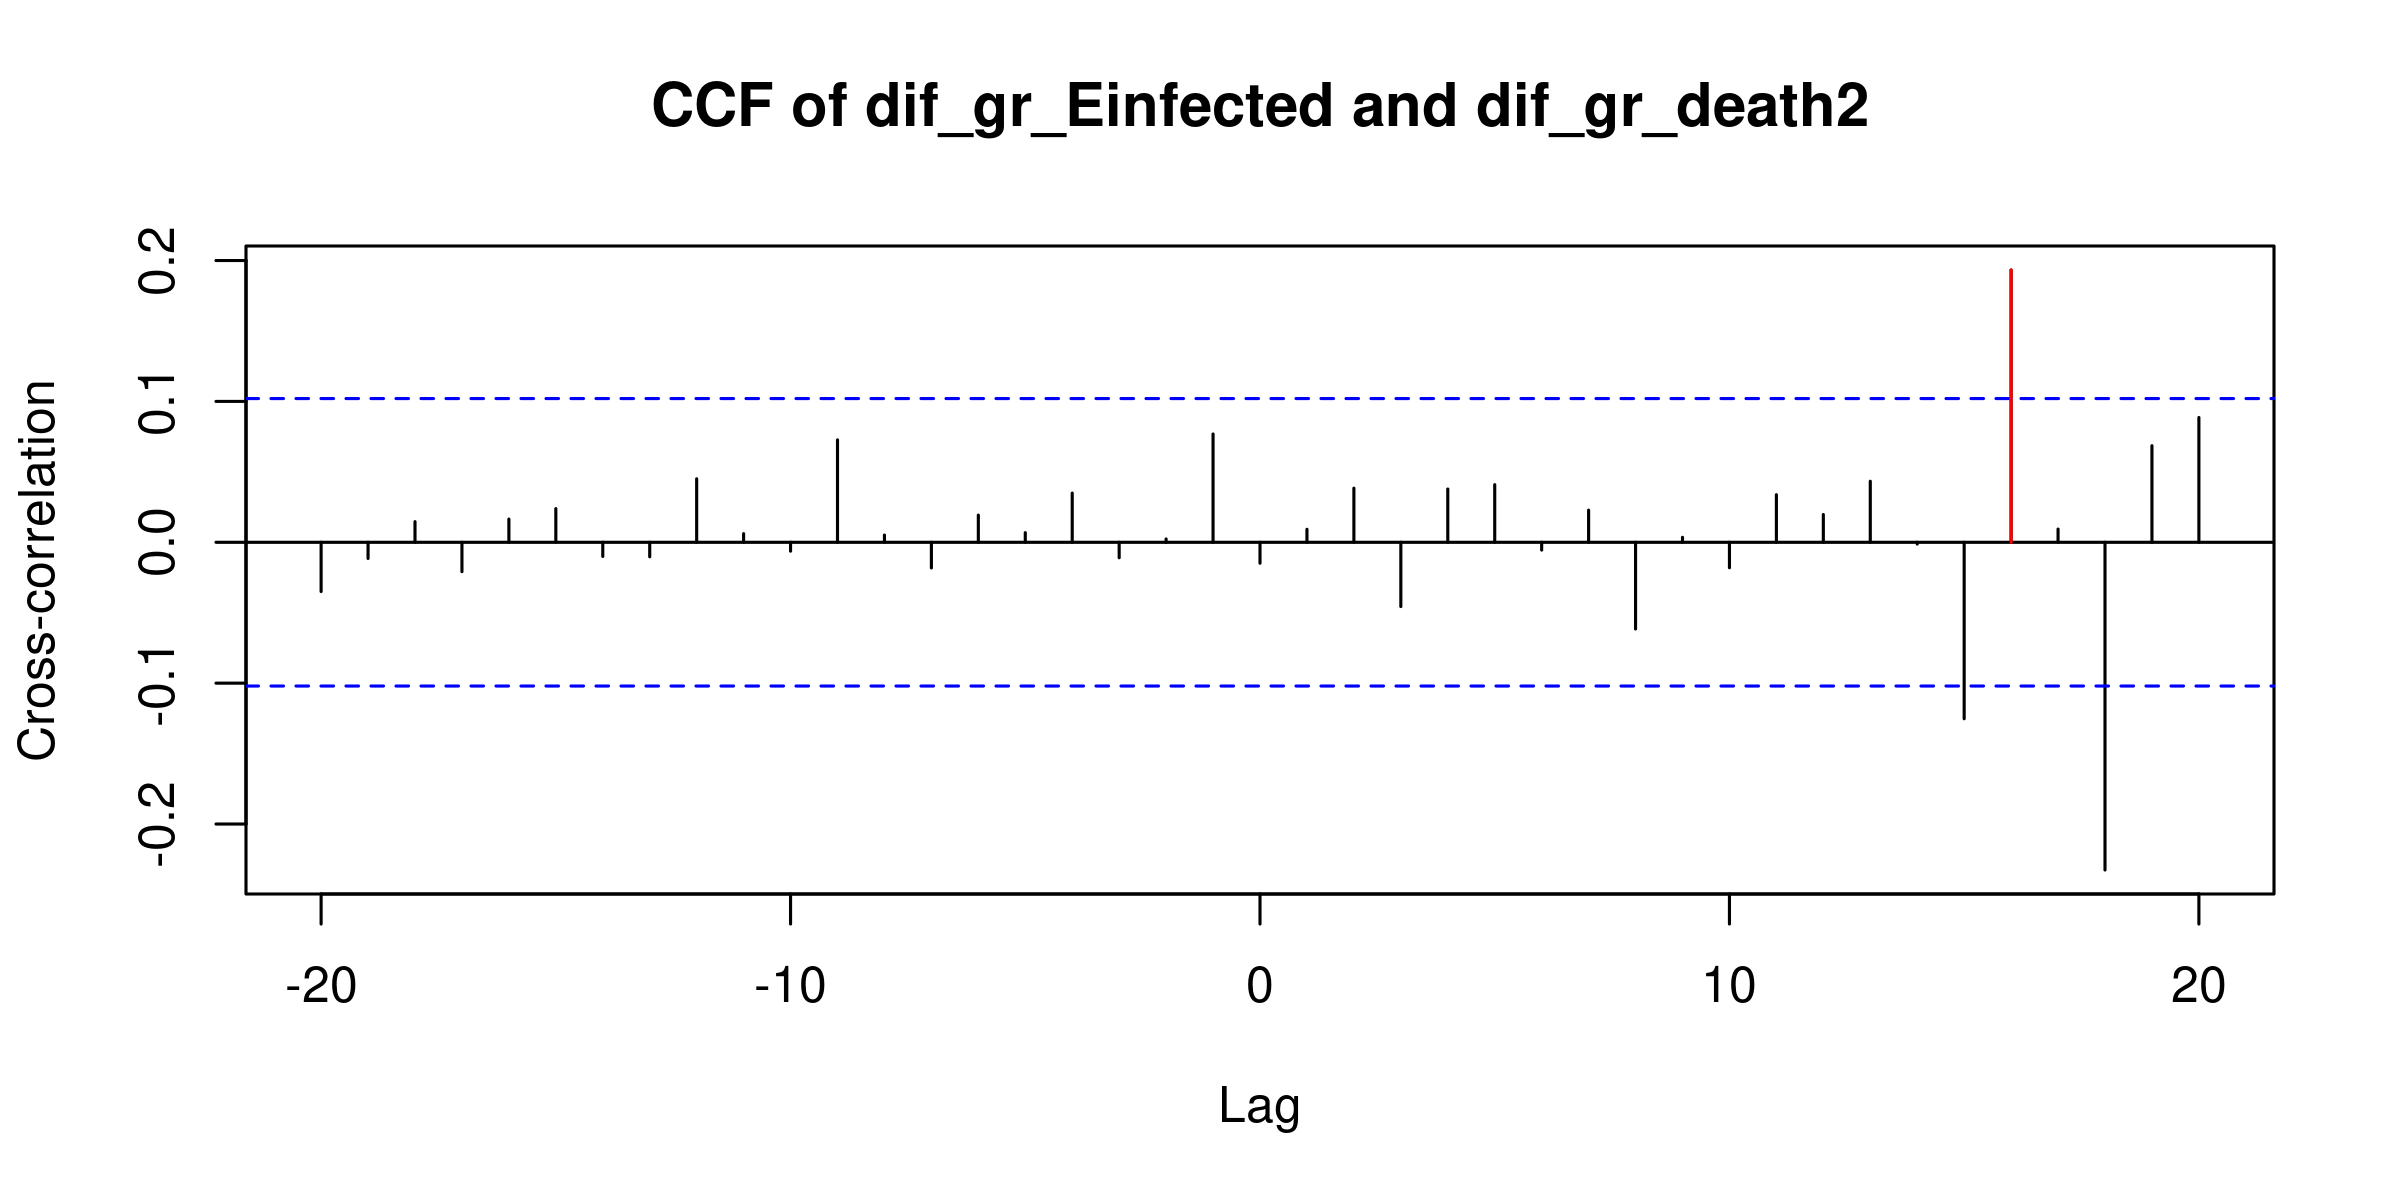 CCF of dif_gr_Einfected and dif_gr_death2
Cross-correlation
0.2
0.1
0.0
-0.1
-0.2
-20 -10 0 10 20
Lag